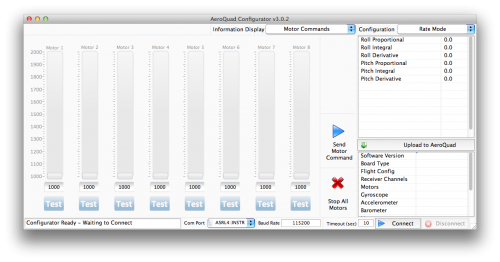 AeroQuad Configurator v3.0.2
Information Display Motor Commands Configuration Rate Mode
Motor 1 Motor 2 Motor 3 Motor 4 Motor 5 Motor 6 Motor 7 Motor 8
2000
1900
1800
1700
1600
1500
1400
1300
1200
1100
1000
1000 1000 1000 1000 1000 1000 1000 1000
Test Test Test Test Test Test Test Test
Send
Motor
Command
Stop All
Motors
Roll Proportional 0.0
Roll Integral 0.0
Roll Derivative 0.0
Pitch Proportional 0.0
Pitch Integral 0.0
Pitch Derivative 0.0
Upload to AeroQuad
Software Version
Board Type
Flight Config
Receiver Channels
Motors
Gyroscope
Accelerometer
Barometer
Configurator Ready - Waiting to Connect Com Port ASRL4::INSTR Baud Rate 115200 Timeout (sec) 10 Connect Disconnect